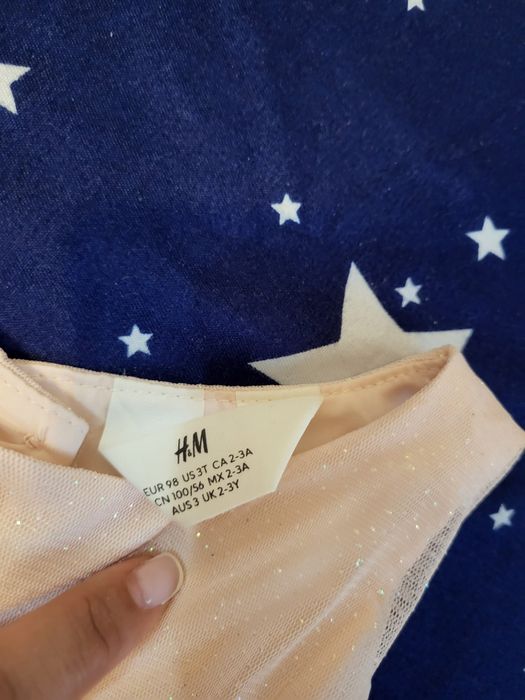 H&M
EUR 98 US 3T CA 2-3A
CN 100/56 MX 2-3A
AUS 3 UK 2-3Y